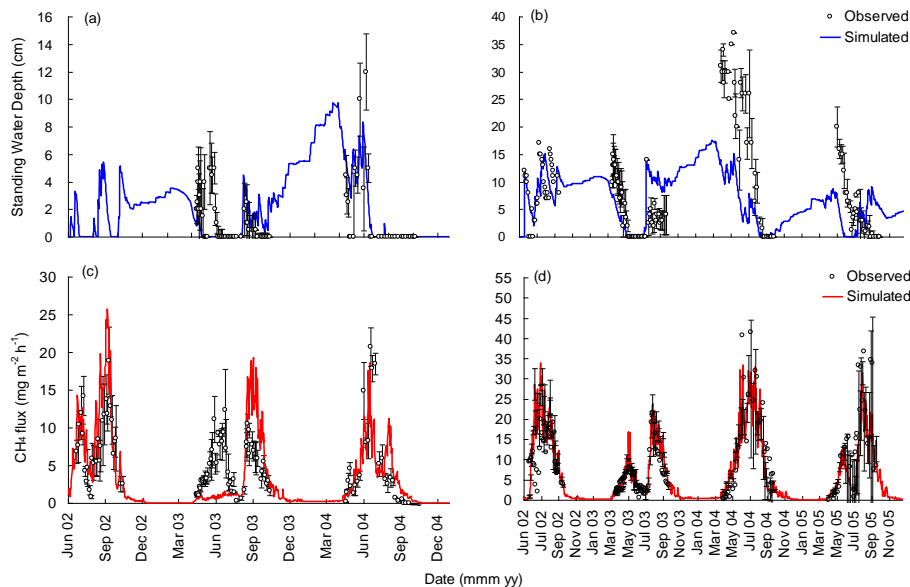 (a)
16
14
12
10
8
6
4
2
0
Standing Water Depth (cm)
(b)
40
35
30
25
20
15
10
5
0
Observed
Simulated
(c)
30
25
20
15
10
5
0
CH4 flux (mg m-2 h-1)
Jun 02
Sep 02
Dec 02
Mar 03
Jun 03
Sep 03
Dec 03
Mar 04
Jun 04
Sep 04
Dec 04
(d)
55
50
45
40
35
30
25
20
15
10
5
0
Observed
Simulated
Jun 02
Jul 02
Sep 02
Nov 02
Jan 03
Mar 03
May 03
Jul 03
Sep 03
Nov 03
Jan 04
Mar 04
May 04
Jul 04
Sep 04
Nov 04
Jan 05
Mar 05
May 05
Jul 05
Sep 05
Nov 05
Date (mmm yy)